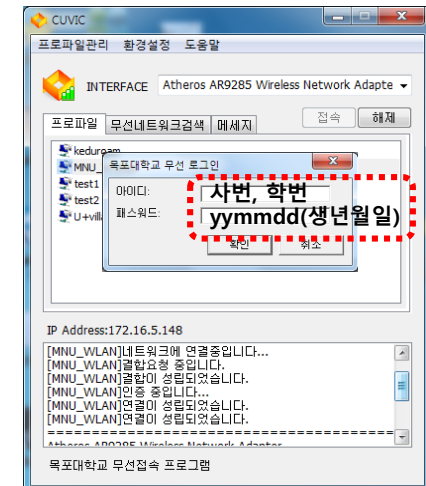 CUVIC
프로파일관리 환경설정 도움말
INTERFACE Atheros AR9285 Wireless Network Adapte
접속 해제
프로파일 무선네트워크검색 메세지
keduroam
MNU_
test1
test2
U+vill
목포대학교 무선 로그인
아이디: 사번, 학번
패스워드: yymmdd(생년월일)
확인 취소
IP Address:172.16.5.148
[MNU_WLAN]네트워크에 연결중입니다...
[MNU_WLAN]결합요청 중입니다.
[MNU_WLAN]결합이 성립되었습니다.
[MNU_WLAN]인증 중입니다...
[MNU_WLAN]연결이 성립되었습니다.
[MNU_WLAN]연결이 성립되었습니다.
==================================================
Atheros AR9285 Wireless Network Adapter
목포대학교 무선접속 프로그램